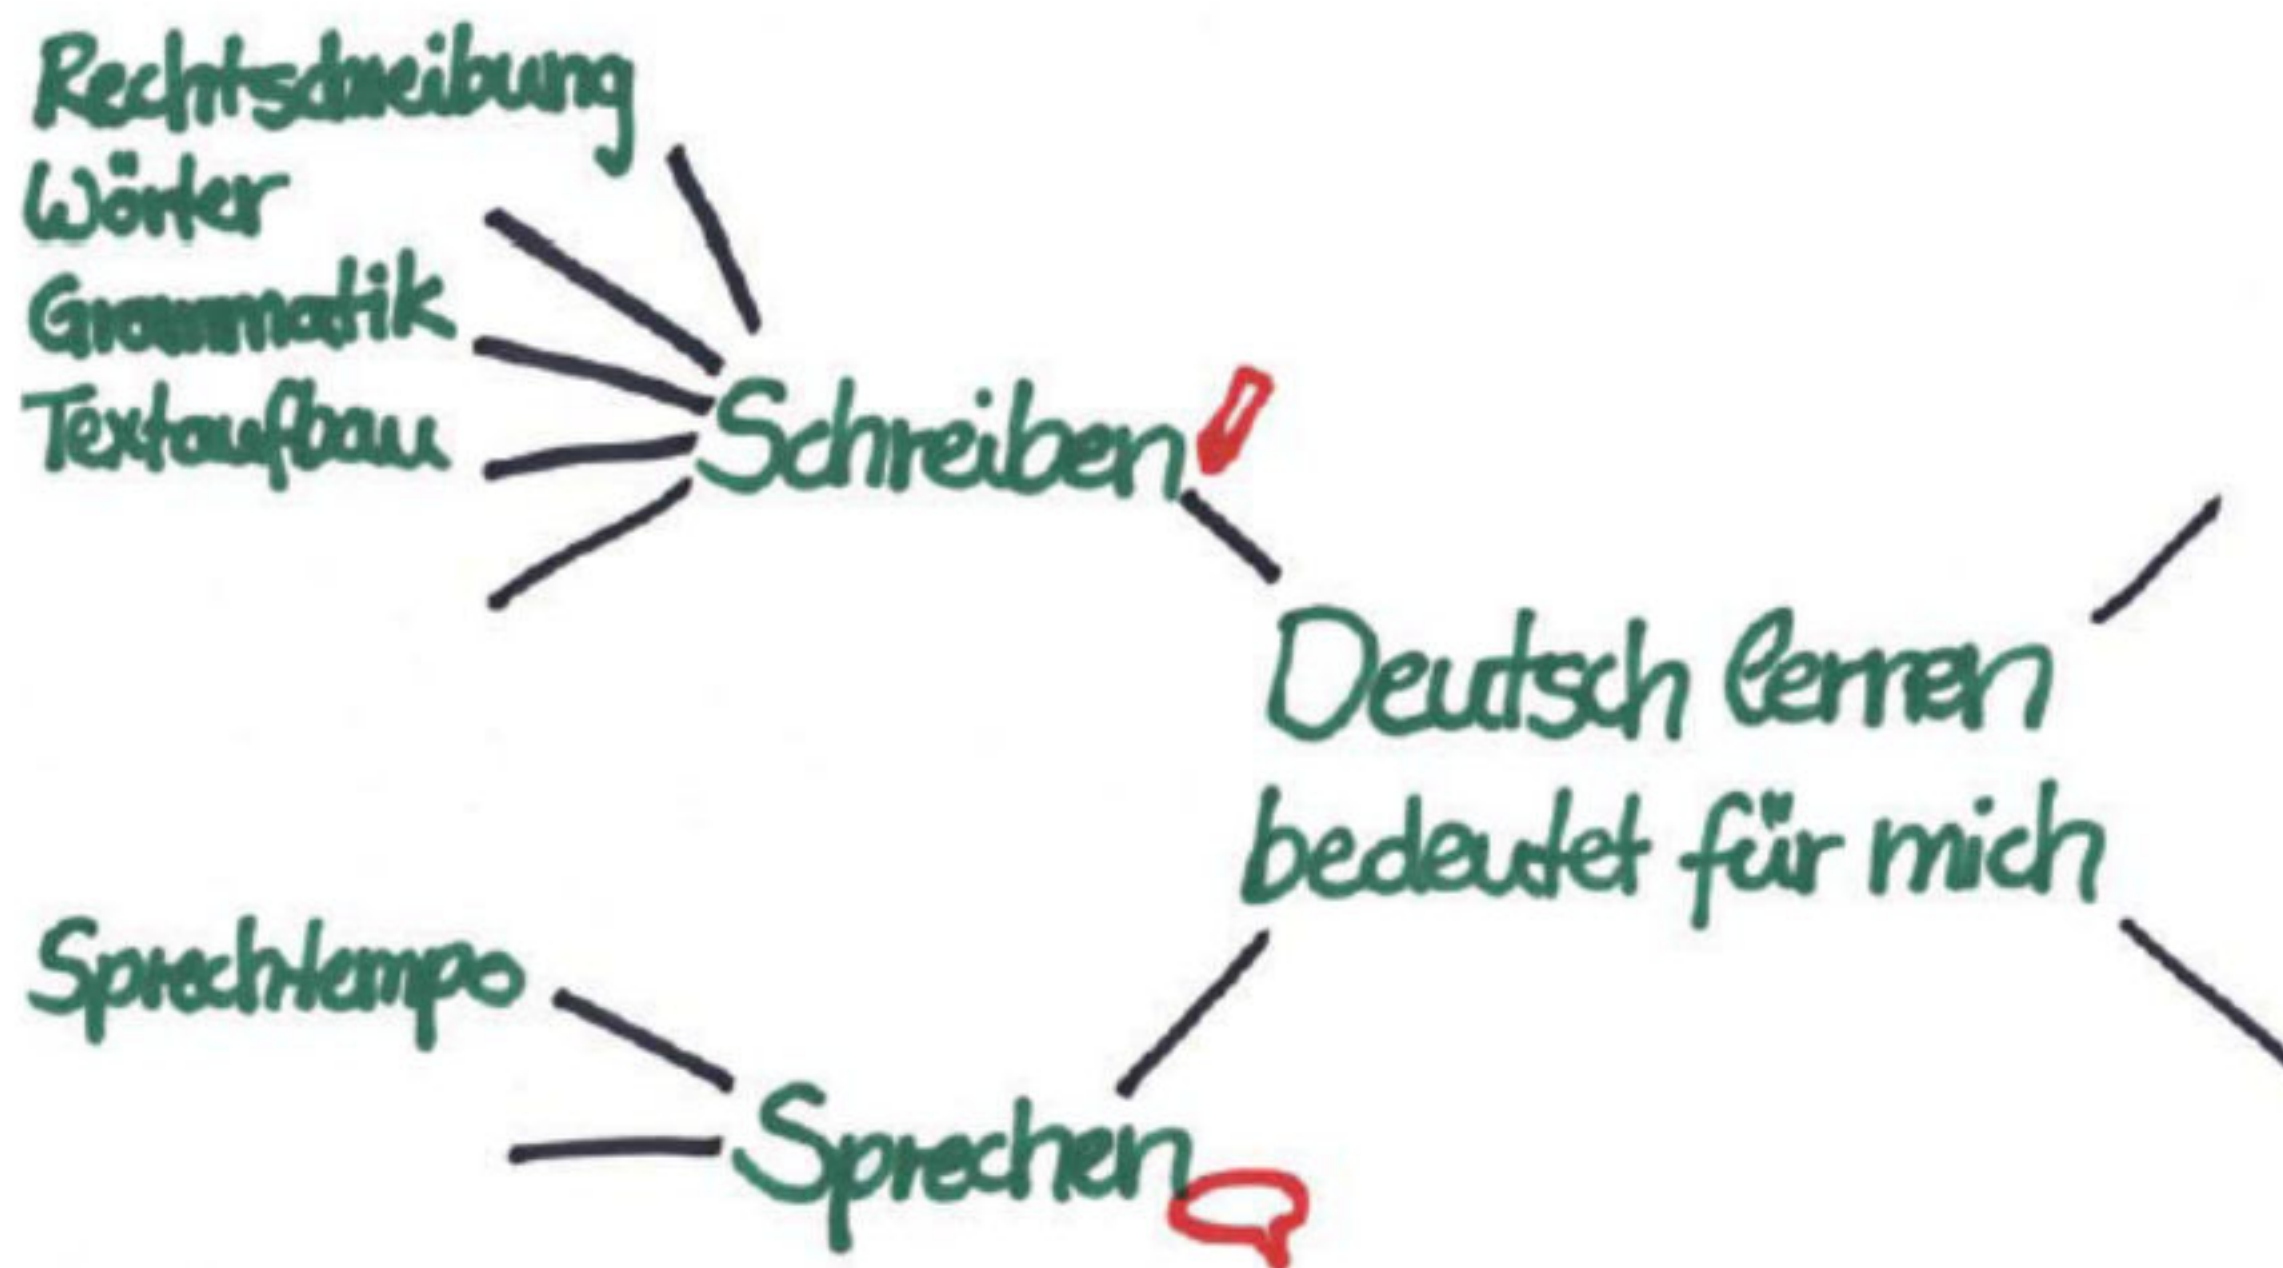 Rechtschreibung
Wörter
Grammatik
Textaufbau
Schreiben
Deutsch lernen
bedeutet für mich
Sprechtempo
Sprechen